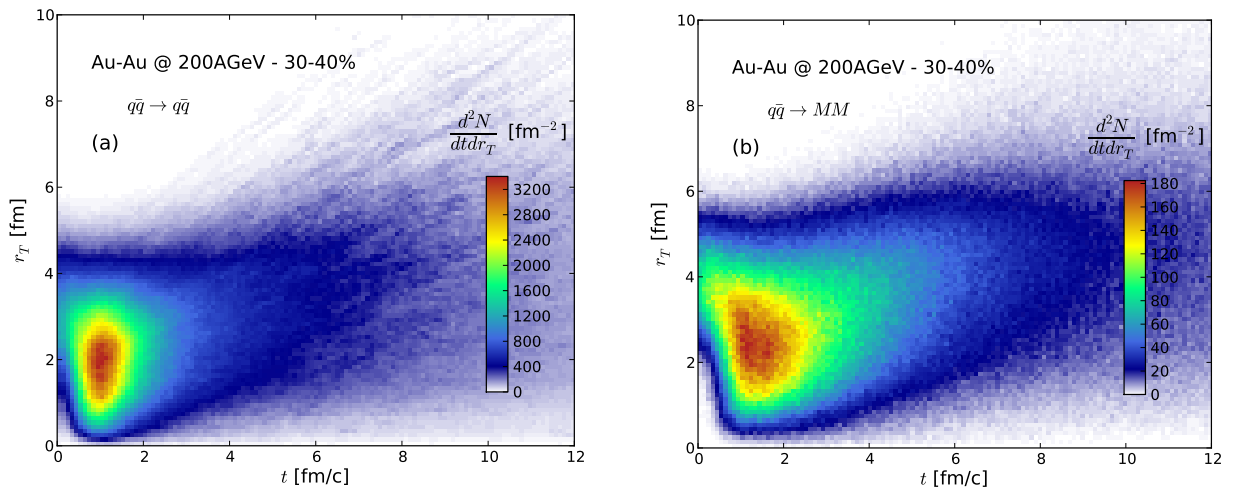 10
8
6
4
2
0
r_T [fm]
Au-Au @ 200AGeV - 30-40%
qq̄ → qq̄
(a)
d²N/dtdr_T [fm⁻²]
3200
2800
2400
2000
1600
1200
800
400
0
0 2 4 6 8 10 12
t [fm/c]
10
8
6
4
2
0
r_T [fm]
Au-Au @ 200AGeV - 30-40%
qq̄ → MM
(b)
d²N/dtdr_T [fm⁻²]
180
160
140
120
100
80
60
40
20
0
0 2 4 6 8 10 12
t [fm/c]